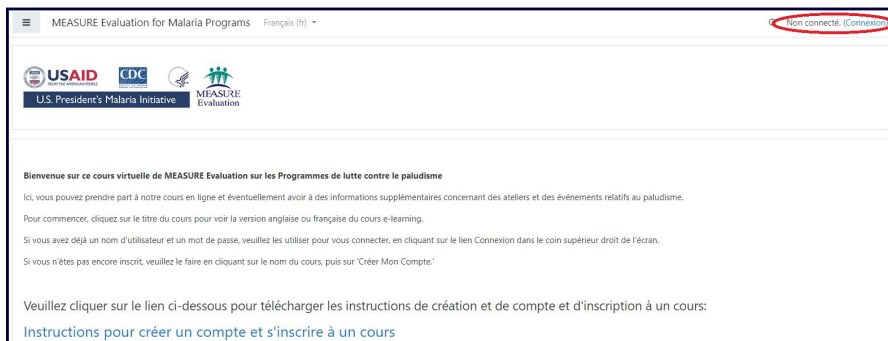 MEASURE Evaluation for Malaria Programs Français (fr)
Non connecté. (Connexion)
USAID CDC
FROM THE AMERICAN PEOPLE
U.S. President's Malaria Initiative
MEASURE
Evaluation
Bienvenue sur ce cours virtuelle de MEASURE Evaluation sur les Programmes de lutte contre le paludisme
Ici, vous pouvez prendre part à notre cours en ligne et éventuellement avoir à des informations supplémentaires concernant des ateliers et des événements relatifs au paludisme.
Pour commencer, cliquez sur le titre du cours pour voir la version anglaise ou française du cours e-learning.
Si vous avez déjà un nom d'utilisateur et un mot de passe, veuillez les utiliser pour vous connecter, en cliquant sur le lien Connexion dans le coin supérieur droit de l'écran.
Si vous n'êtes pas encore inscrit, veuillez le faire en cliquant sur le nom du cours, puis sur 'Créer Mon Compte.'
Veuillez cliquer sur le lien ci-dessous pour télécharger les instructions de création et de compte et d'inscription à un cours:
Instructions pour créer un compte et s'inscrire à un cours